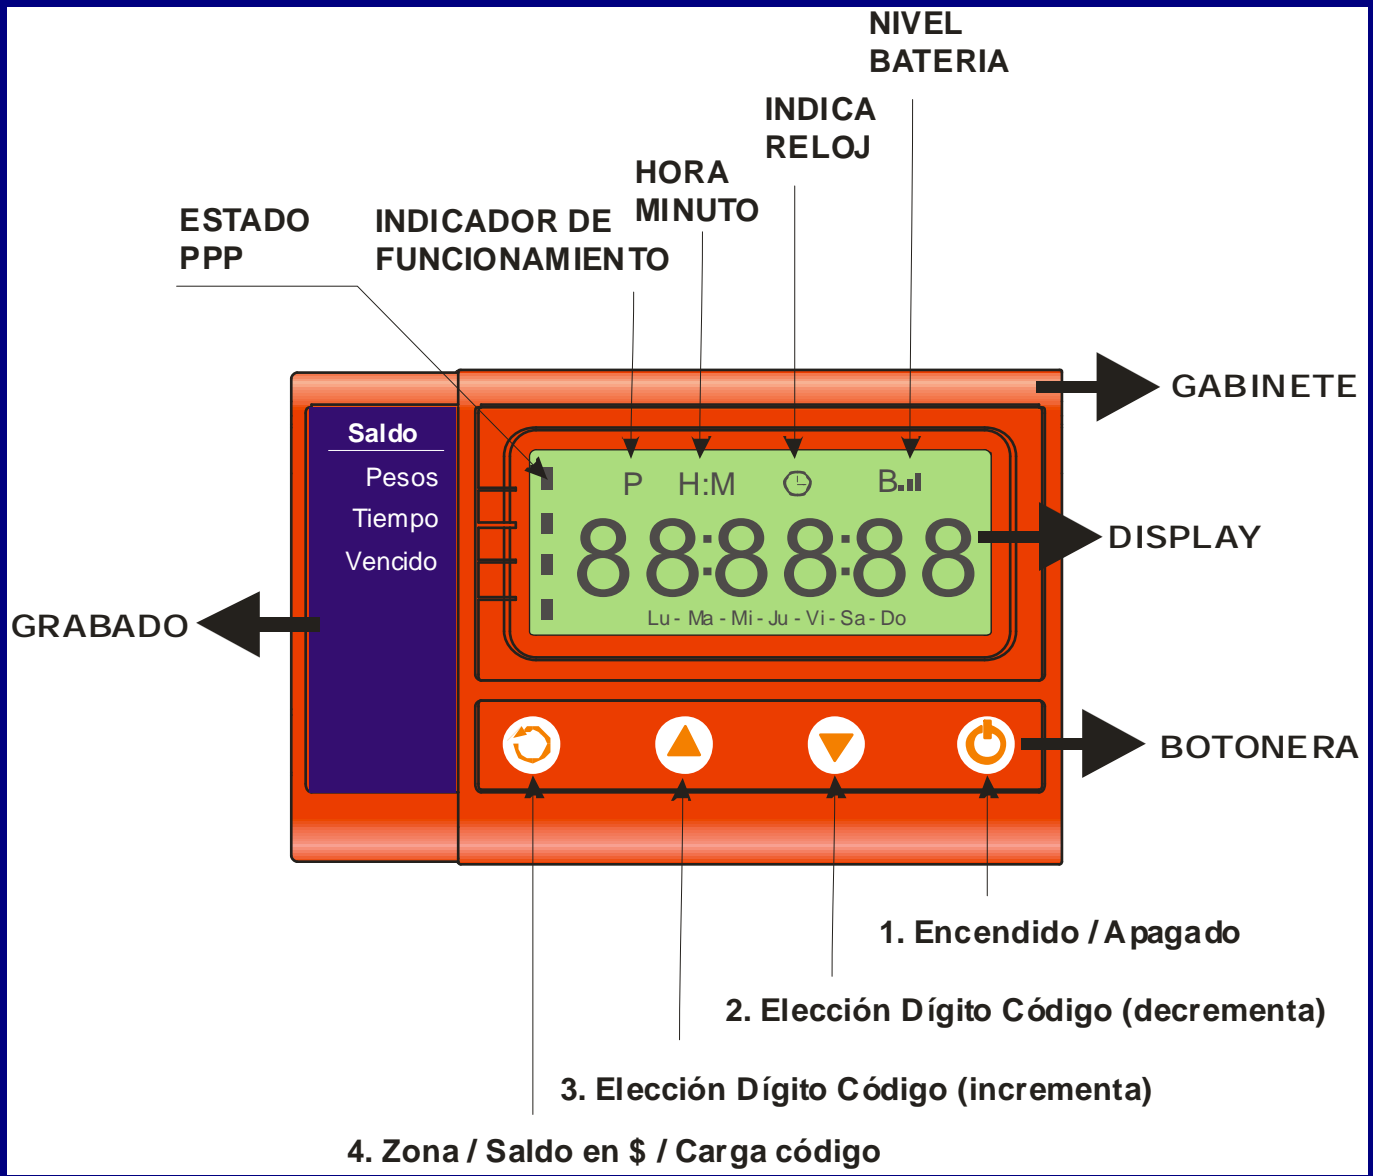 NIVEL
BATERIA
INDICA
RELOJ
HORA
MINUTO
ESTADO
PPP
INDICADOR DE
FUNCIONAMIENTO
GABINETE
Saldo
Pesos
Tiempo
Vencido
P H:M B
88:88:88
Lu - Ma - Mi - Ju - Vi - Sa - Do
DISPLAY
GRABADO
BOTONERA
1. Encendido / Apagado
2. Elección Dígito Código (decrementa)
3. Elección Dígito Código (incrementa)
4. Zona / Saldo en $ / Carga código